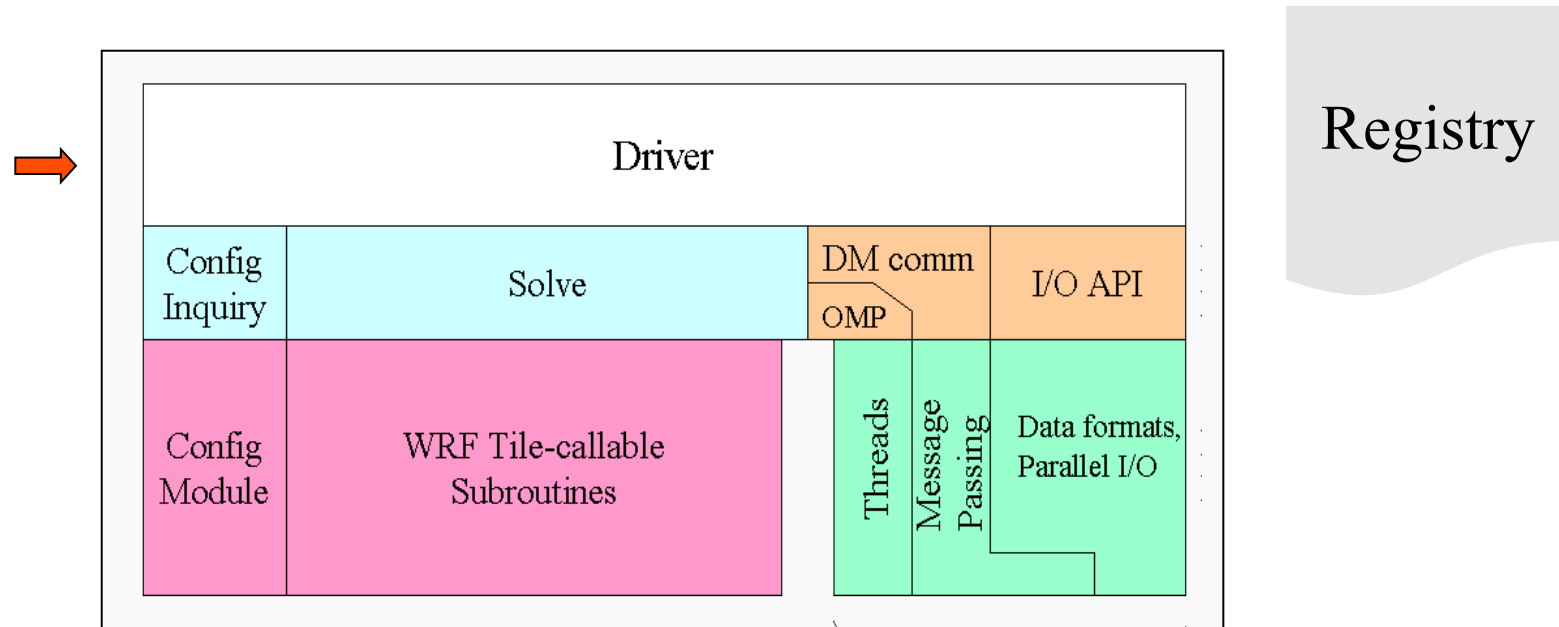 Registry
Driver
Config
Inquiry
Solve
DM comm
OMP
I/O API
Config
Module
WRF Tile-callable
Subroutines
Threads
Message
Passing
Data formats,
Parallel I/O